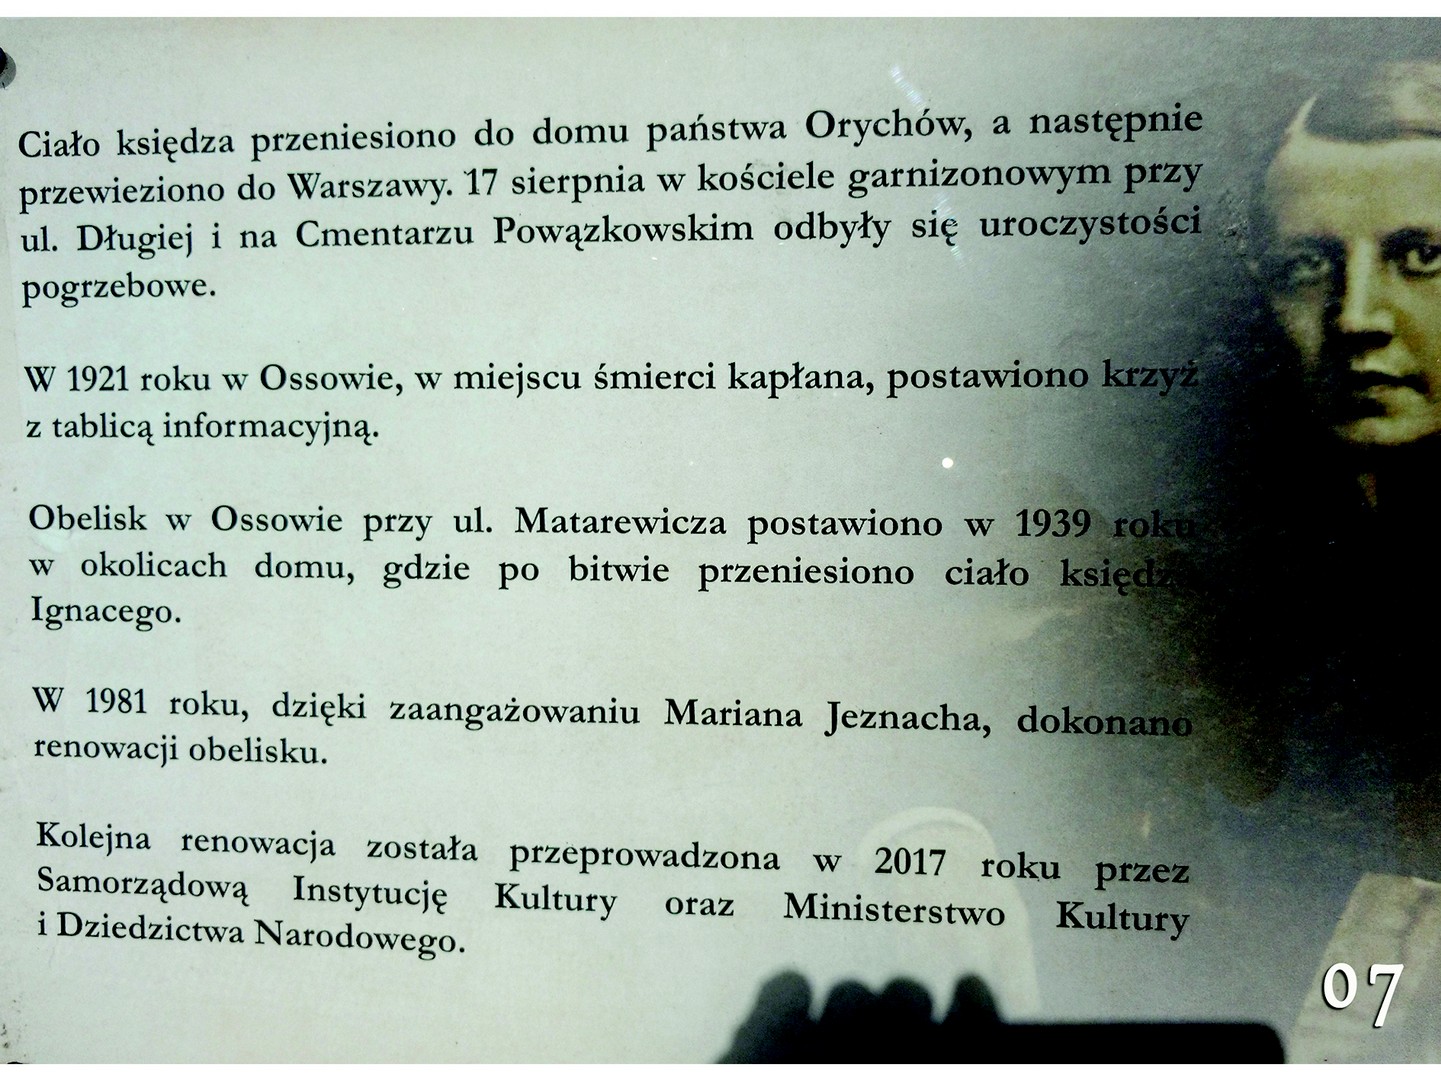 Ciało księdza przeniesiono do domu państwa Orychów, a następnie
przewieziono do Warszawy. 17 sierpnia w kościele garnizonowym przy
ul. Długiej i na Cmentarzu Powązkowskim odbyły się uroczystości
pogrzebowe.
W 1921 roku w Ossowie, w miejscu śmierci kapłana, postawiono krzyż
z tablicą informacyjną.
Obelisk w Ossowie przy ul. Matarewicza postawiono w 1939 roku
w okolicach domu, gdzie po bitwie przeniesiono ciało księdza
Ignacego.
W 1981 roku, dzięki zaangażowaniu Mariana Jeznacha, dokonano
renowacji obelisku.
Kolejna renowacja została przeprowadzona w 2017 roku przez
Samorządową Instytucję Kultury oraz Ministerstwo Kultury
i Dziedzictwa Narodowego.
07